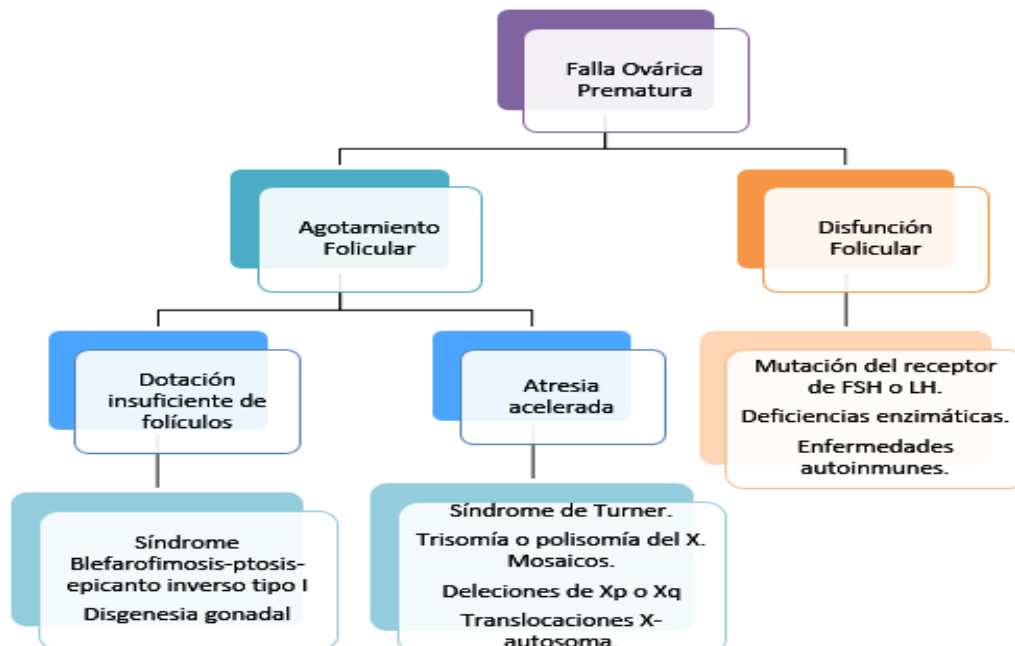 Falla Ovárica
Prematura
Agotamiento
Folicular
Disfunción
Folicular
Dotación
insuficiente de
folículos
Atresia
acelerada
Mutación del receptor
de FSH o LH.
Deficiencias enzimáticas.
Enfermedades
autoinmunes.
Síndrome
Blefarofimosis-ptosis-
epicanto inverso tipo I
Disgenesia gonadal
Síndrome de Turner.
Trisomía o polisomía del X.
Mosaicos.
Deleciones de Xp o Xq
Translocaciones X-
autosoma.